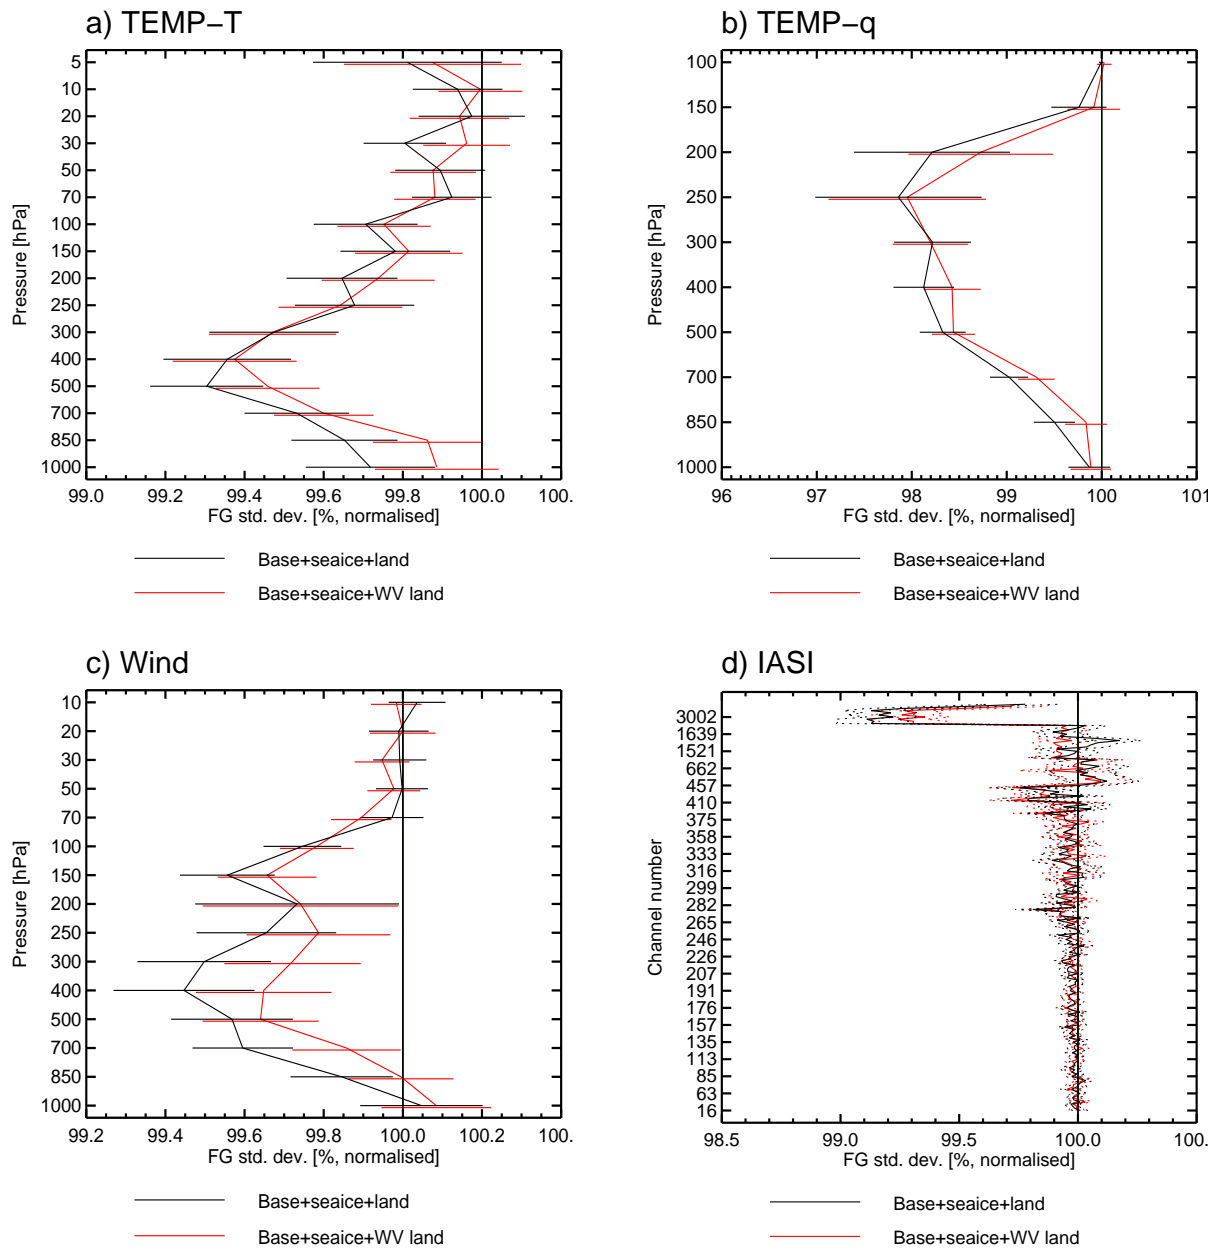 a) TEMP−T
5
10
20
30
50
70
100
150
200
250
300
400
500
700
850
1000
Pressure [hPa]
99.0 99.2 99.4 99.6 99.8 100.0 100.
FG std. dev. [%, normalised]
Base+seaice+land
Base+seaice+WV land
b) TEMP−q
100
150
200
250
300
400
500
700
850
1000
Pressure [hPa]
96 97 98 99 100 101
FG std. dev. [%, normalised]
Base+seaice+land
Base+seaice+WV land
c) Wind
10
20
30
50
70
100
150
200
250
300
400
500
700
850
1000
Pressure [hPa]
99.2 99.4 99.6 99.8 100.0 100.2 100.
FG std. dev. [%, normalised]
Base+seaice+land
Base+seaice+WV land
d) IASI
3002
1639
1521
662
457
410
375
358
333
316
299
282
265
246
226
207
191
176
157
135
113
85
63
16
Channel number
98.5 99.0 99.5 100.0 100.
FG std. dev. [%, normalised]
Base+seaice+land
Base+seaice+WV land